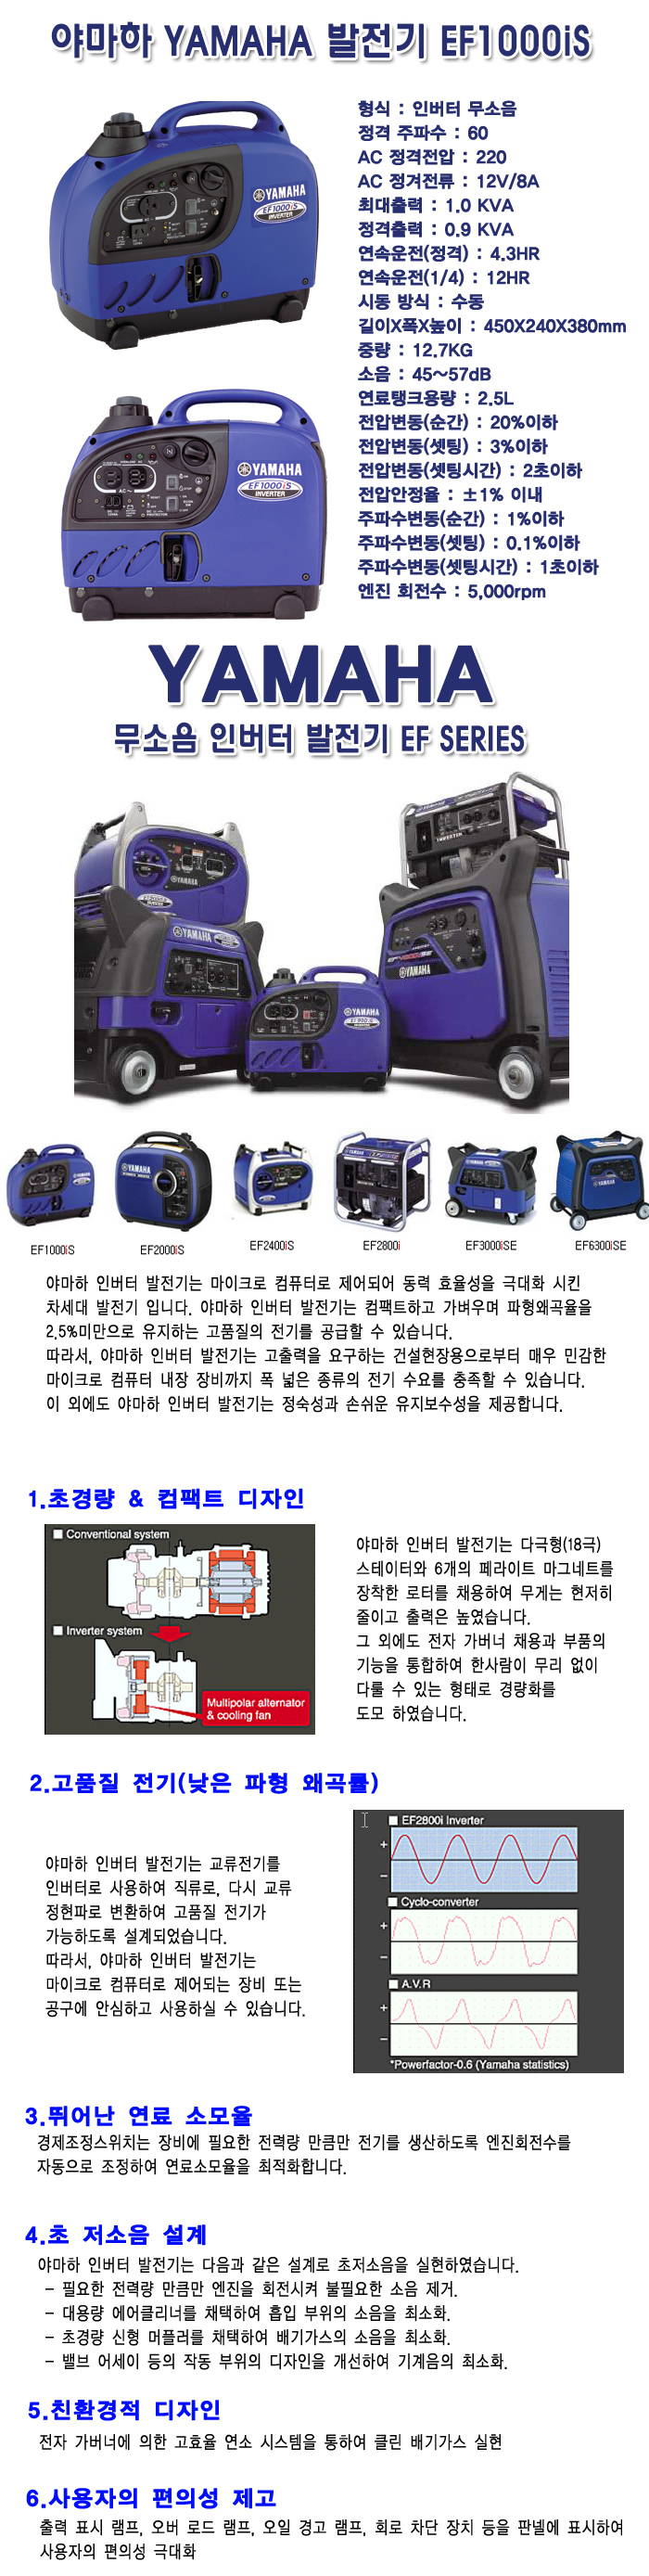 야마하 YAMAHA 발전기 EF1000iS
형식 : 인버터 무소음
정격 주파수 : 60
AC 정격전압 : 220
AC 정겨전류 : 12V/8A
최대출력 : 1.0 KVA
정격출력 : 0.9 KVA
연속운전(정격) : 4.3HR
연속운전(1/4) : 12HR
시동 방식 : 수동
길이X폭X높이 : 450X240X380mm
중량 : 12.7KG
소음 : 45~57dB
연료탱크용량 : 2.5L
전압변동(순간) : 20%이하
전압변동(셋팅) : 3%이하
전압변동(셋팅시간) : 2초이하
전압안정율 : ±1% 이내
주파수변동(순간) : 1%이하
주파수변동(셋팅) : 0.1%이하
주파수변동(셋팅시간) : 1초이하
엔진 회전수 : 5,000rpm
YAMAHA
EF1000iS
INVERTER
YAMAHA
EF1000iS
INVERTER
YAMAHA
무소음 인버터 발전기 EF SERIES
YAMAHA
YAMAHA
YAMAHA
YAMAHA
EF1000iS
EF2000iS
EF2400iS
EF2800i
EF3000iSE
EF6300iSE
야마하 인버터 발전기는 마이크로 컴퓨터로 제어되어 동력 효율성을 극대화 시킨
차세대 발전기 입니다. 야마하 인버터 발전기는 컴팩트하고 가벼우며 파형왜곡율을
2.5%미만으로 유지하는 고품질의 전기를 공급할 수 있습니다.
따라서, 야마하 인버터 발전기는 고출력을 요구하는 건설현장용으로부터 매우 민감한
마이크로 컴퓨터 내장 장비까지 폭 넓은 종류의 전기 수요를 충족할 수 있습니다.
이 외에도 야마하 인버터 발전기는 정숙성과 손쉬운 유지보수성을 제공합니다.
1.초경량 & 컴팩트 디자인
Conventional system
Inverter system
Multipolar alternator
& cooling fan
야마하 인버터 발전기는 다극형(18극)
스테이터와 6개의 페라이트 마그네트를
장착한 로터를 채용하여 무게는 현저히
줄이고 출력은 높였습니다.
그 외에도 전자 가버너 채용과 부품의
기능을 통합하여 한사람이 무리 없이
다룰 수 있는 형태로 경량화를
도모 하였습니다.
2.고품질 전기(낮은 파형 왜곡률)
야마하 인버터 발전기는 교류전기를
인버터로 사용하여 직류로, 다시 교류
정현파로 변환하여 고품질 전기가
가능하도록 설계되었습니다.
따라서, 야마하 인버터 발전기는
마이크로 컴퓨터로 제어되는 장비 또는
공구에 안심하고 사용하실 수 있습니다.
EF2800i Inverter
+
−
Cyclo-converter
+
−
A.V.R
+
−
*Powerfactor-0.6 (Yamaha statistics)
3.뛰어난 연료 소모율
경제조정스위치는 장비에 필요한 전력량 만큼만 전기를 생산하도록 엔진회전수를
자동으로 조정하여 연료소모율을 최적화합니다.
4.초 저소음 설계
야마하 인버터 발전기는 다음과 같은 설계로 초저소음을 실현하였습니다.
- 필요한 전력량 만큼만 엔진을 회전시켜 불필요한 소음 제거.
- 대용량 에어클리너를 채택하여 흡입 부위의 소음을 최소화.
- 초경량 신형 머플러를 채택하여 배기가스의 소음을 최소화.
- 밸브 어세이 등의 작동 부위의 디자인을 개선하여 기계음의 최소화.
5.친환경적 디자인
전자 가버너에 의한 고효율 연소 시스템을 통하여 클린 배기가스 실현
6.사용자의 편의성 제고
출력 표시 램프, 오버 로드 램프, 오일 경고 램프, 회로 차단 장치 등을 판넬에 표시하여
사용자의 편의성 극대화